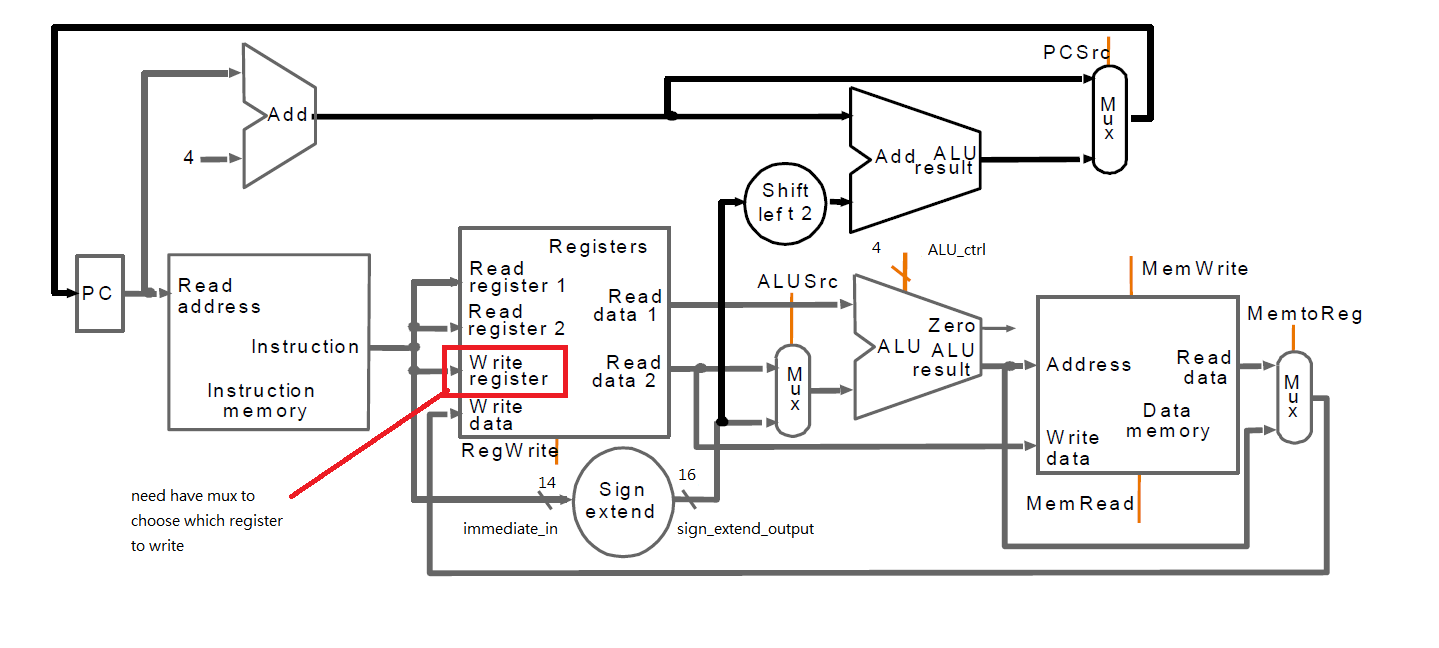 PCSrc
Mux
Add
4
Add ALU
result
Shift
left 2
4
ALU_ctrl
Registers
MemWrite
PC
Read
address
Read
register 1
ALUSrc
Read
data 1
Read
register 2
MemtoReg
Zero
Instruction
Write
register
Read
data 2
Mux
ALU ALU
result
Address
Read
data
Mux
Instruction
memory
Write
data
Data
memory
Write
data
RegWrite
14
Sign
extend
16
MemRead
need have mux to
choose which register
to write
immediate_in
sign_extend_output